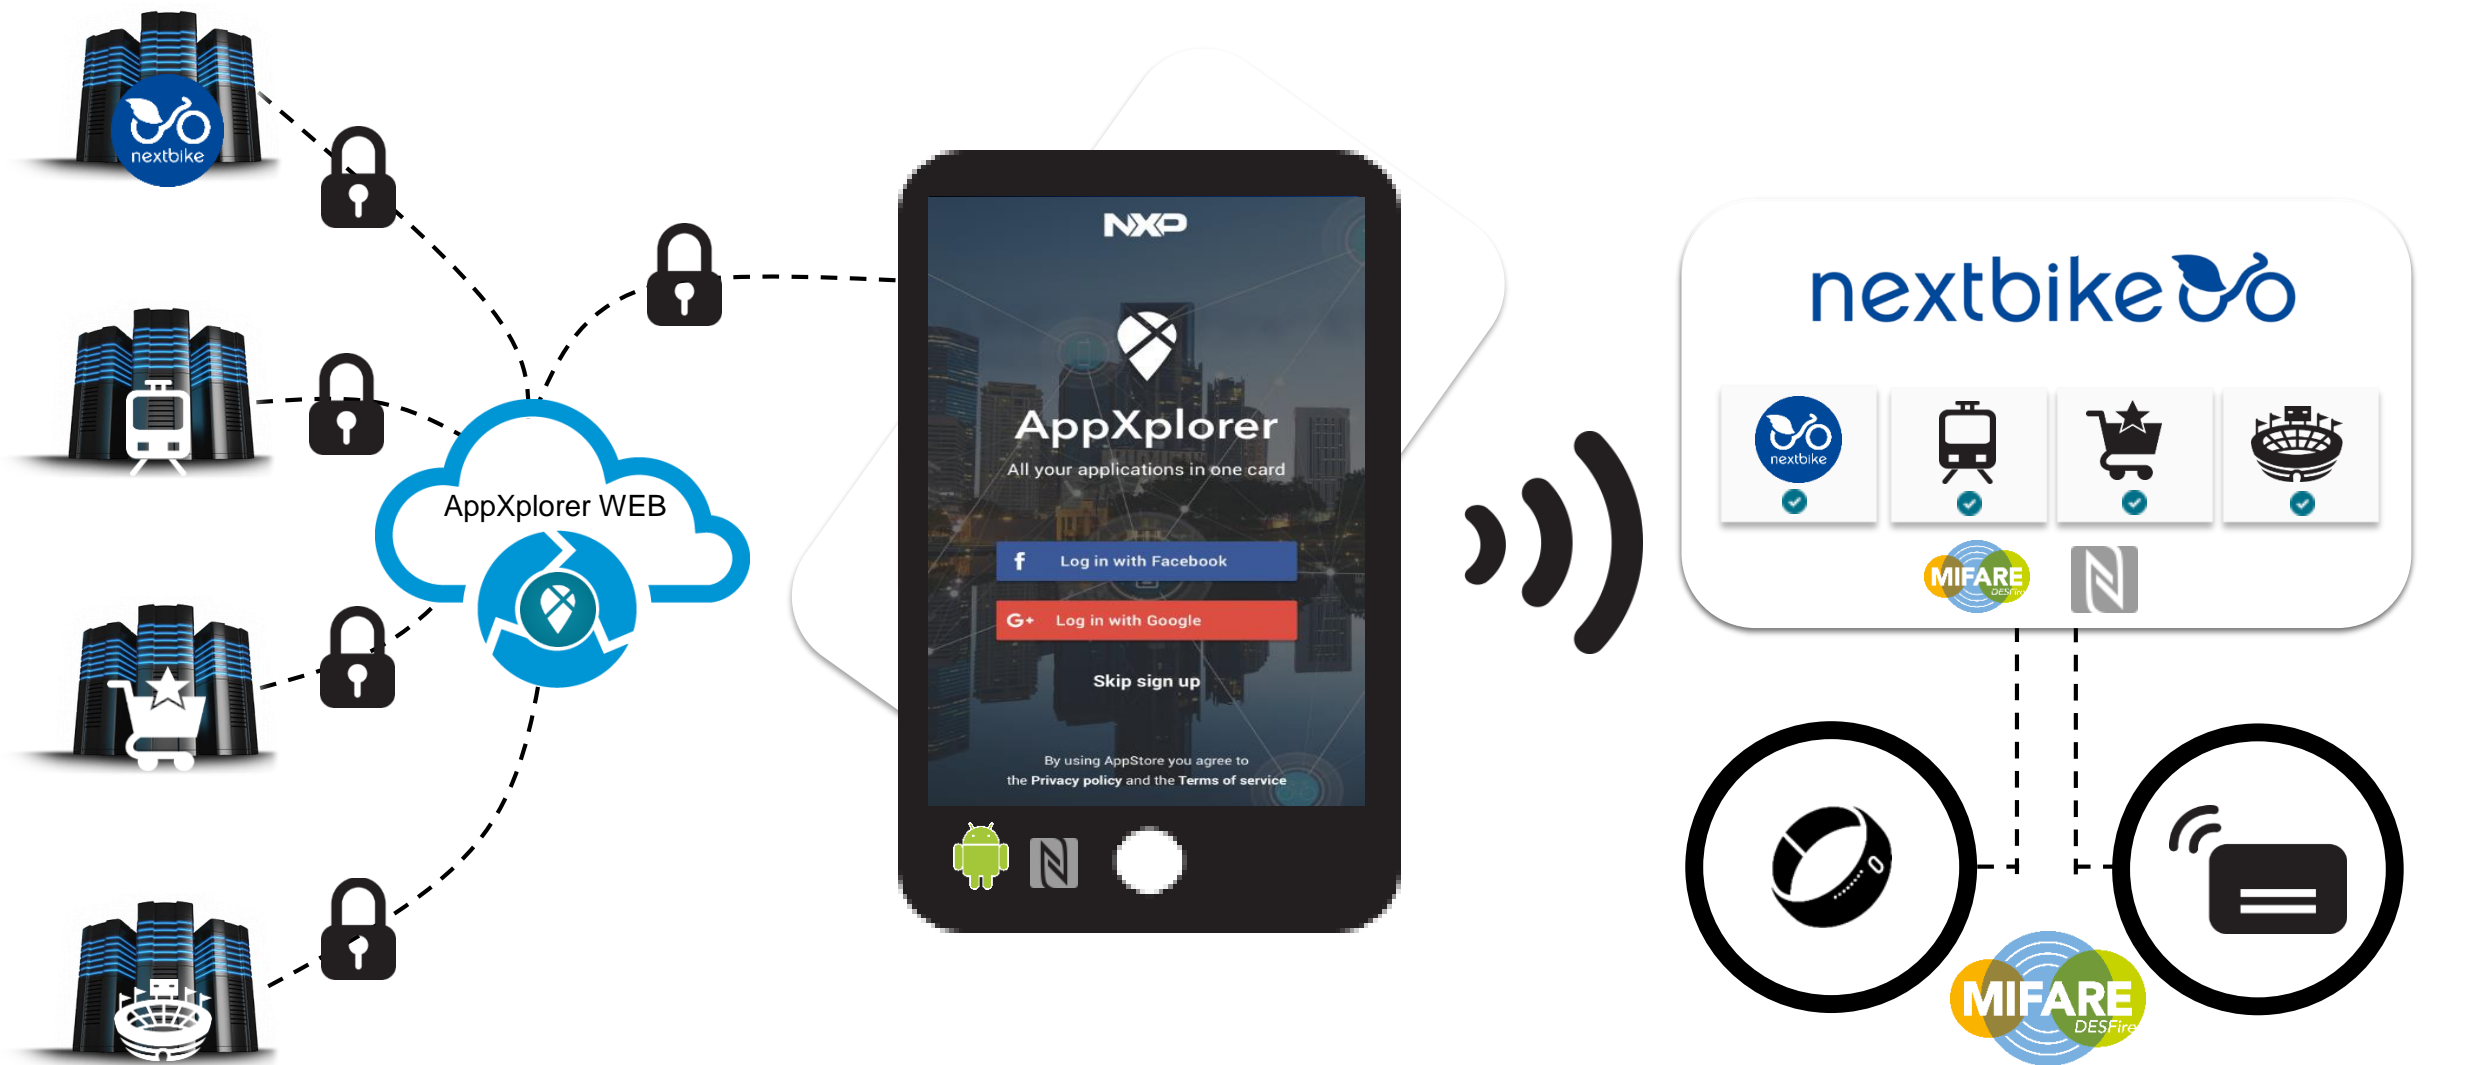 nextbike
AppXplorer WEB
NXP
AppXplorer
All your applications in one card
f Log in with Facebook
G+ Log in with Google
Skip sign up
By using AppStore you agree to
the Privacy policy and the Terms of service
nextbike
nextbike
MIFARE
DESFire
MIFARE
DESFire